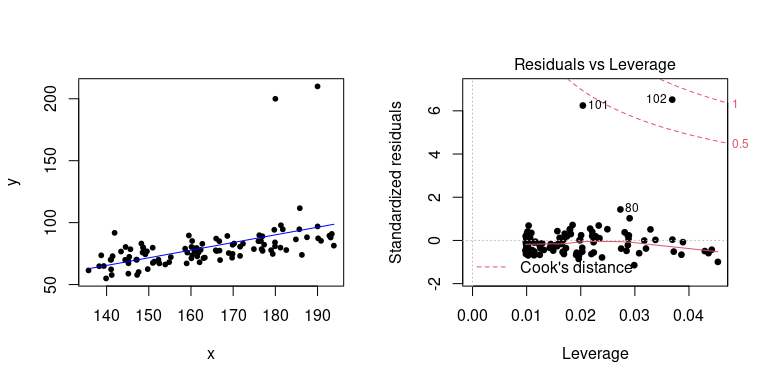 Residuals vs Leverage
y
50
100
150
200
140 150 160 170 180 190
x
Standardized residuals
-2
0
2
4
6
101
102
80
1
0.5
Cook's distance
0.00 0.01 0.02 0.03 0.04
Leverage